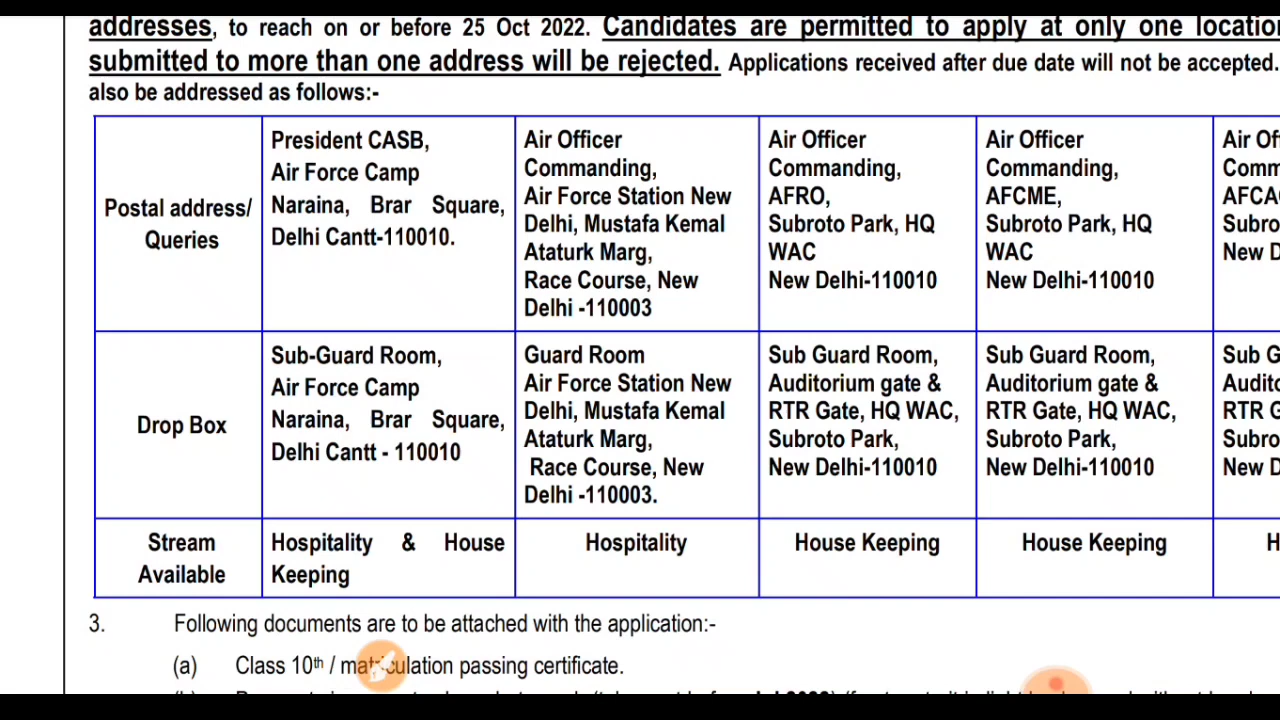 addresses, to reach on or before 25 Oct 2022. Candidates are permitted to apply at only one
submitted to more than one address will be rejected. Applications received after due date will not be accepted.
also be addressed as follows:-
Postal address/
Queries
President CASB,
Air Force Camp
Naraina, Brar Square,
Delhi Cantt-110010.
Air Officer
Commanding,
Air Force Station New
Delhi, Mustafa Kemal
Ataturk Marg,
Race Course, New
Delhi -110003
Air Officer
Commanding,
AFRO,
Subroto Park, HQ
WAC
New Delhi-110010
Air Officer
Commanding,
AFCME,
Subroto Park, HQ
WAC
New Delhi-110010
Air
New
Drop Box
Sub-Guard Room,
Air Force Camp
Naraina, Brar Square,
Delhi Cantt - 110010
Guard Room
Air Force Station New
Delhi, Mustafa Kemal
Ataturk Marg,
Race Course, New
Delhi -110003.
Sub Guard Room,
Auditorium gate &
RTR Gate, HQ WAC,
Subroto Park,
New Delhi-110010
Sub Guard Room,
Auditorium gate &
RTR Gate, HQ WAC,
Subroto Park,
New Delhi-110010
Sub
RTR
New
Stream
Available
Hospitality & House
Keeping
Hospitality
House Keeping
House Keeping
3. Following documents are to be attached with the application:-
(a) Class 10th / matriculation passing certificate.